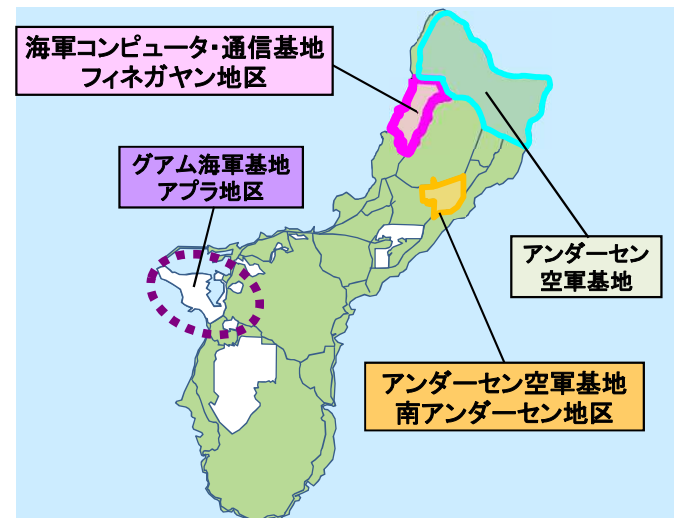 海軍コンピュータ・通信基地
フィネガヤン地区
グアム海軍基地
アプラ地区
アンダーセン
空軍基地
アンダーセン空軍基地
南アンダーセン地区